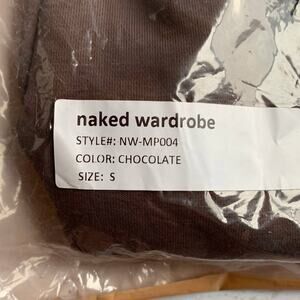 naked wardrobe
STYLE#: NW-MP004
COLOR: CHOCOLATE
SIZE: S